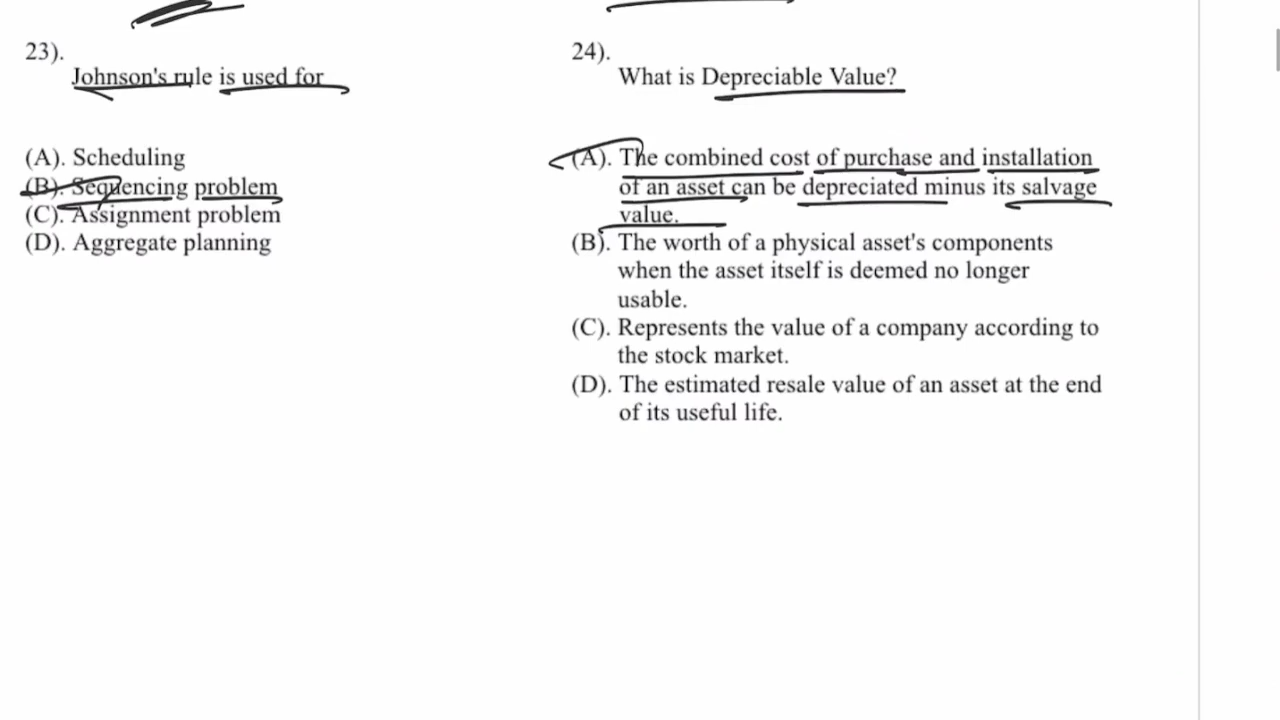 23).
Johnson's rule is used for
(A). Scheduling
(B). Sequencing problem
(C). Assignment problem
(D). Aggregate planning
24).
What is Depreciable Value?
(A). The combined cost of purchase and installation
of an asset can be depreciated minus its salvage
value.
(B). The worth of a physical asset's components
when the asset itself is deemed no longer
usable.
(C). Represents the value of a company according to
the stock market.
(D). The estimated resale value of an asset at the end
of its useful life.